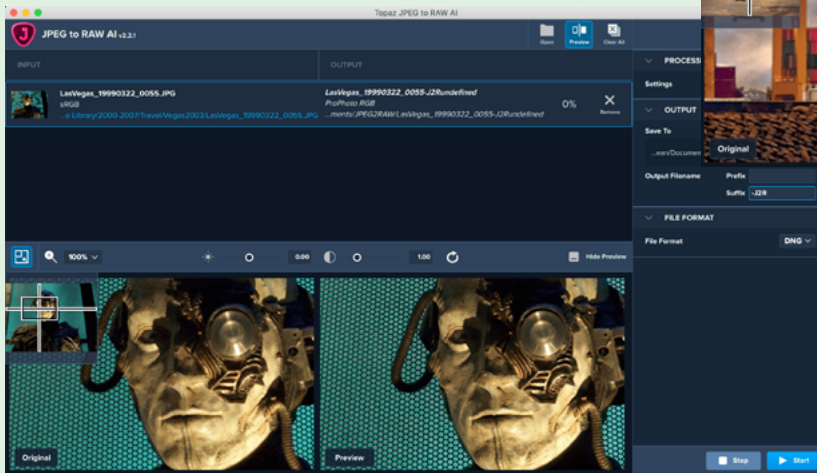 Topaz JPEG to RAW AI
JPEG to RAW AI v2.2.1
Open
Preview
Clear All
INPUT
OUTPUT
LasVegas_19990322_0055.JPG
sRGB
...o Library/2000-2007/Travel/Vegas2003/LasVegas_19990322_0055.JPG
LasVegas_19990322_0055-J2Rundefined
ProPhoto RGB
...ments/JPEG2RAW/LasVegas_19990322_0055-J2Rundefined
0%
Remove
PROCESSI
Settings
OUTPUT
Save To
...ean/Documen
Original
Output Filename
Prefix
Suffix
-J2R
FILE FORMAT
File Format
DNG
100%
0.00
1.00
Hide Preview
Original
Preview
Stop
Start